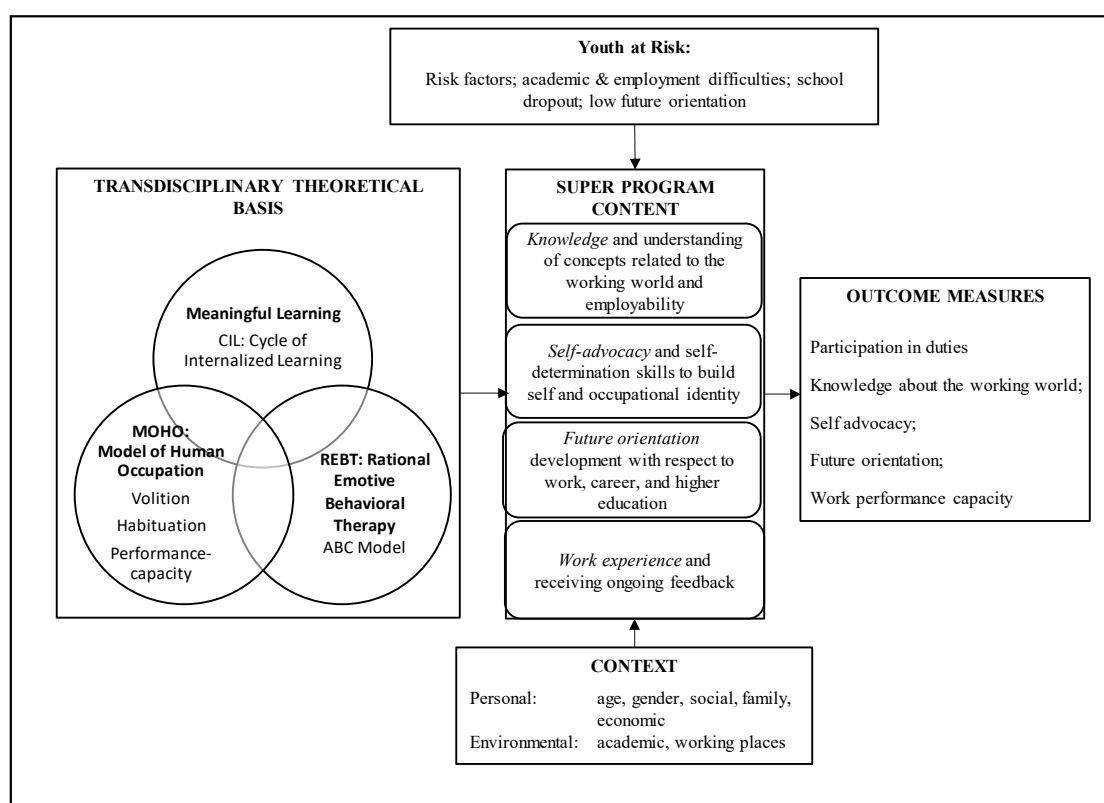 Youth at Risk:
Risk factors; academic & employment difficulties; school
dropout; low future orientation
TRANSDISCIPLINARY THEORETICAL
BASIS
Meaningful Learning
CIL: Cycle of
Internalized Learning
MOHO:
Model of Human
Occupation
Volition
Habituation
Performance-
capacity
REBT: Rational
Emotive
Behavioral
Therapy
ABC Model
SUPER PROGRAM
CONTENT
Knowledge and understanding
of concepts related to the
working world and
employability
Self-advocacy and self-
determination skills to build
self and occupational identity
Future orientation
development with respect to
work, career, and higher
education
Work experience and
receiving ongoing feedback
OUTCOME MEASURES
Participation in duties
Knowledge about the working world;
Self advocacy;
Future orientation;
Work performance capacity
CONTEXT
Personal: age, gender, social, family,
economic
Environmental: academic, working places